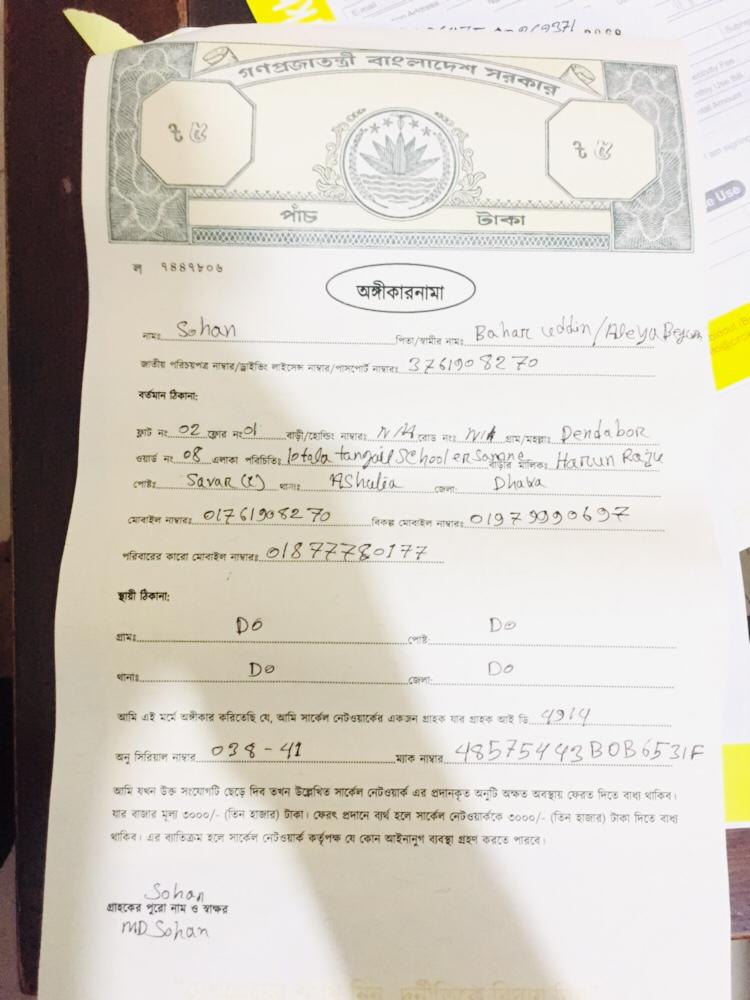 গণপ্রজাতন্ত্রী বাংলাদেশ সরকার
৳ ৫ ৳ ৫
পাঁচ টাকা
ল ৭৪৪৭৮০৬
অঙ্গীকারনামা
নামঃ Sohan পিতা/স্বামীর নামঃ Bahar uddin/Aleya Begum
জাতীয় পরিচয়পত্র নাম্বার/ড্রাইভিং লাইসেন্স নাম্বার/পাসপোর্ট নাম্বারঃ 3761908270
বর্তমান ঠিকানা:
ফ্লাট নং 02 ফ্লোর নং 01 বাড়ী/হোল্ডিং নাম্বারঃ N/A রোড নংঃ N/A গ্রাম/মহল্লাঃ Dendabor
ওয়ার্ড নং 08 এলাকা পরিচিতিঃ tangail School er Samne বাড়ীর মালিকঃ Harun
পোষ্টঃ Savar থানাঃ Ashulia জেলা: Dhaka
মোবাইল নাম্বারঃ 01761908270 বিকল্প মোবাইল নাম্বারঃ 01979990697
পরিবারের কারো মোবাইল নাম্বারঃ 01877780177
স্থায়ী ঠিকানা:
গ্রামঃ Do পোষ্ট: Do
থানাঃ Do জেলা: Do
আমি এই মর্মে অঙ্গীকার করিতেছি যে, আমি সার্কেল নেটওয়ার্কের একজন গ্রাহক যার গ্রাহক আই ডি 4914
অনু সিরিয়াল নাম্বার 038-41 ম্যাক নাম্বার 48575443B0B6531F
আমি যখন উক্ত সংযোগটি ছেড়ে দিব তখন উল্লেখিত সার্কেল নেটওয়ার্ক এর প্রদানকৃত অনুটি অক্ষত অবস্থায় ফেরত দিতে বাধ্য থাকিব।
যার বাজার মূল্য ৩০০০/- (তিন হাজার) টাকা। ফেরৎ প্রদানে ব্যর্থ হলে সার্কেল নেটওয়ার্ককে ৩০০০/- (তিন হাজার) টাকা দিতে বাধ্য
থাকিব। এর ব্যতিক্রম হলে সার্কেল নেটওয়ার্ক কর্তৃপক্ষ যে কোন আইনানুগ ব্যবস্থা গ্রহণ করতে পারবে।
Sohan
গ্রাহকের পুরো নাম ও স্বাক্ষর
MD Sohan